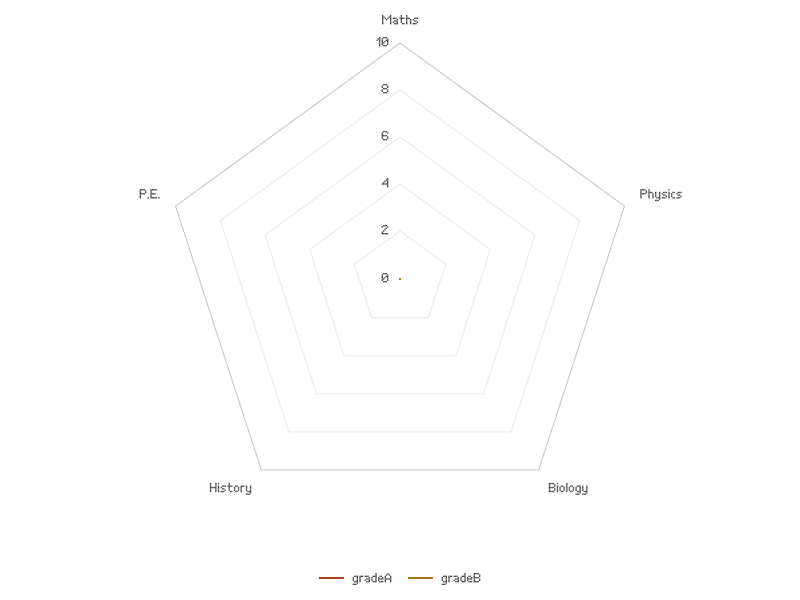 Maths
10
8
6
4
2
0
P.E.
Physics
History
Biology
gradeA
gradeB